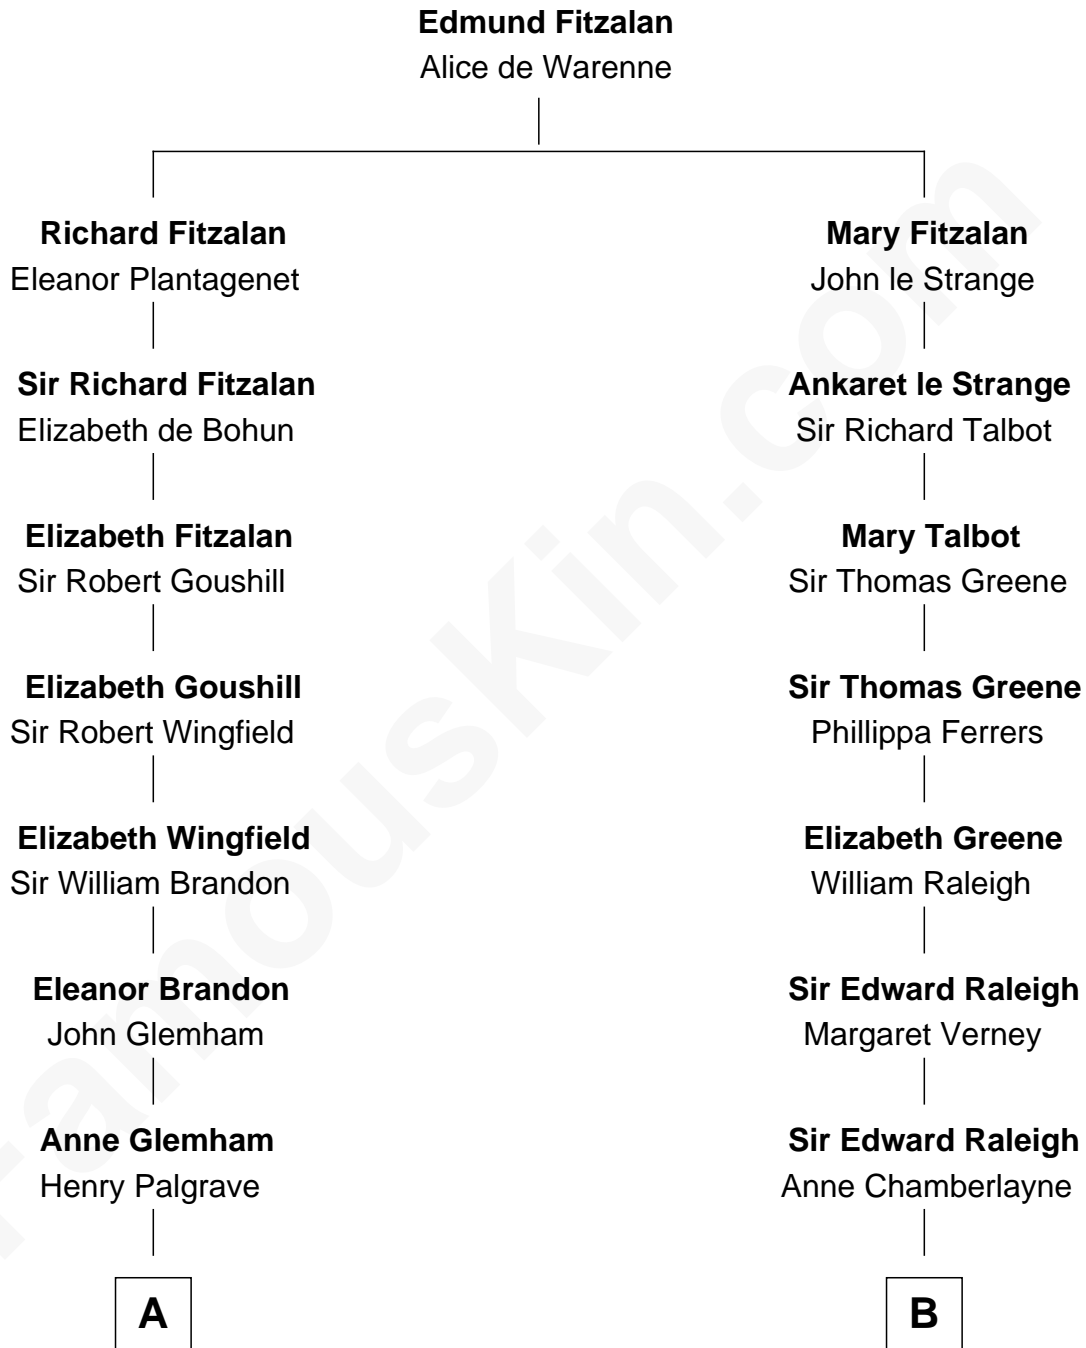 Edmund Fitzalan
Alice de Warenne
Richard Fitzalan
Eleanor Plantagenet
Mary Fitzalan
John le Strange
Sir Richard Fitzalan
Elizabeth de Bohun
Ankaret le Strange
Sir Richard Talbot
Elizabeth Fitzalan
Sir Robert Goushill
Mary Talbot
Sir Thomas Greene
Elizabeth Goushill
Sir Robert Wingfield
Sir Thomas Greene
Phillippa Ferrers
Elizabeth Wingfield
Sir William Brandon
Elizabeth Greene
William Raleigh
Eleanor Brandon
John Glemham
Sir Edward Raleigh
Margaret Verney
Anne Glemham
Henry Palgrave
Sir Edward Raleigh
Anne Chamberlayne
A
B
FamousKin.com